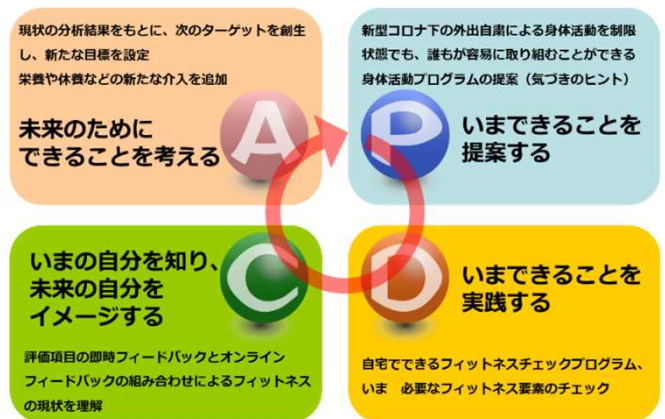 現状の分析結果をもとに、次のターゲットを創生
し、新たな目標を設定
栄養や休養などの新たな介入を追加
未来のために
できることを考える
A
新型コロナ下の外出自粛による身体活動を制限
状態でも、誰もが容易に取り組むことができる
身体活動プログラムの提案（気づきのヒント）
P
いまできることを
提案する
いまの自分を知り、
未来の自分を
イメージする
C
評価項目の即時フィードバックとオンライン
フィードバックの組み合わせによるフィットネス
の現状を理解
D
いまできることを
実践する
自宅でできるフィットネスチェックプログラム、
いま　必要なフィットネス要素のチェック